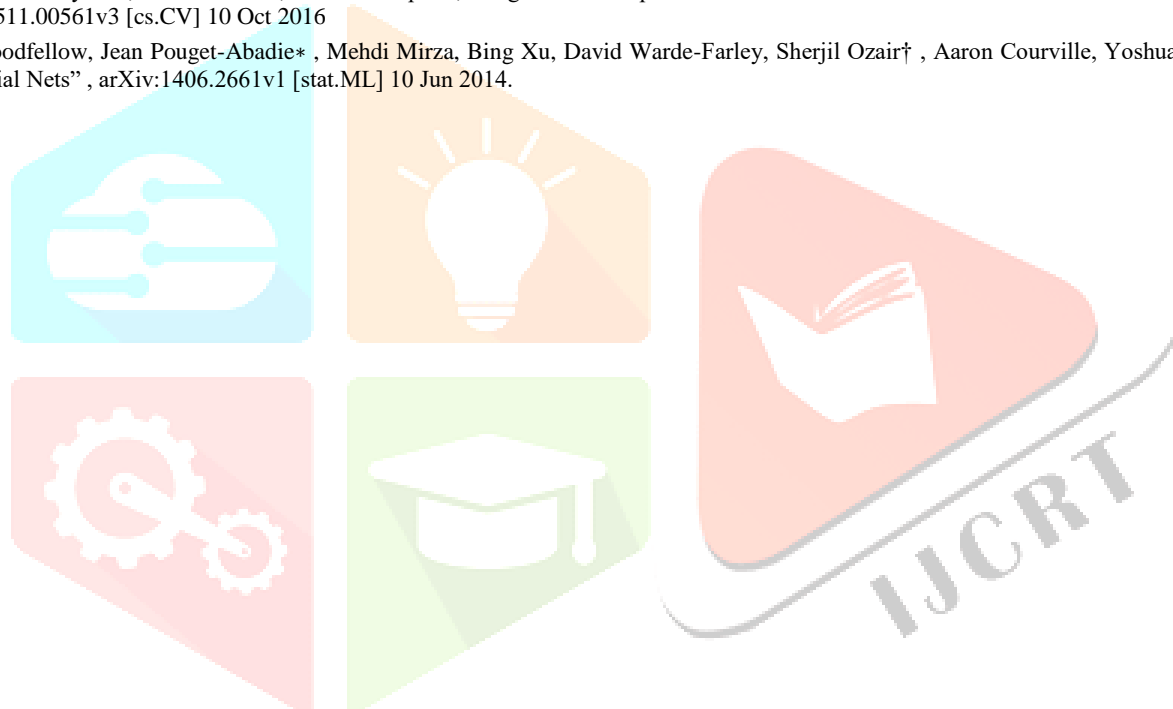 511.00561v3 [cs.CV] 10 Oct 2016
odfellow, Jean Pouget-Abadie∗ , Mehdi Mirza, Bing Xu, David Warde-Farley, Sherjil Ozair† , Aaron Courville, Yoshua
ial Nets” , arXiv:1406.2661v1 [stat.ML] 10 Jun 2014.
IJCRT